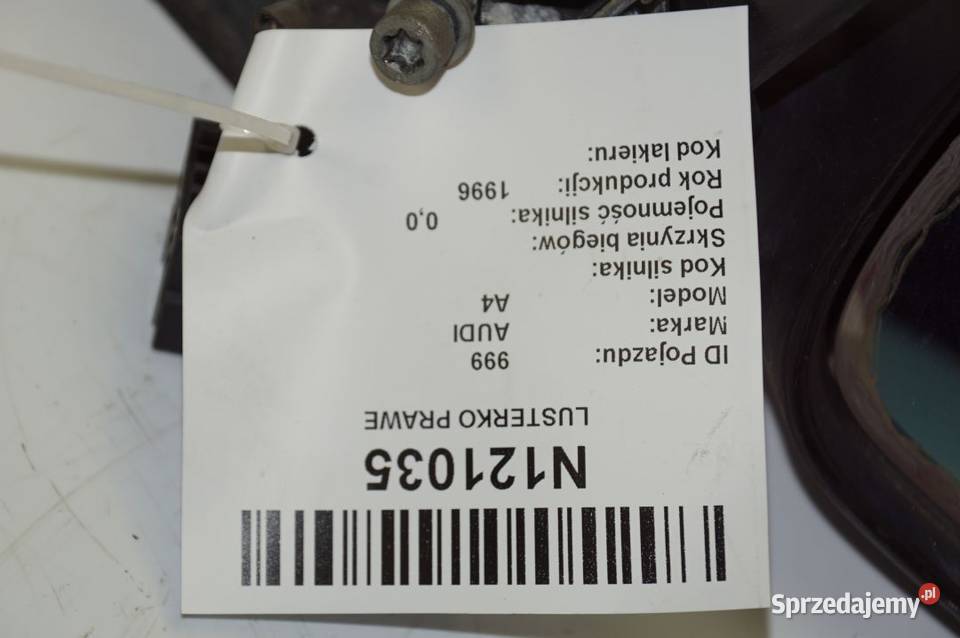 N121035
LUSTERKO PRAWE
ID Pojazdu: 999
Marka: AUDI
Model: A4
Kod silnika:
Skrzynia biegów:
Pojemność silnika: 0,0
Rok produkcji: 1996
Kod lakieru:
Sprzedajemy.pl